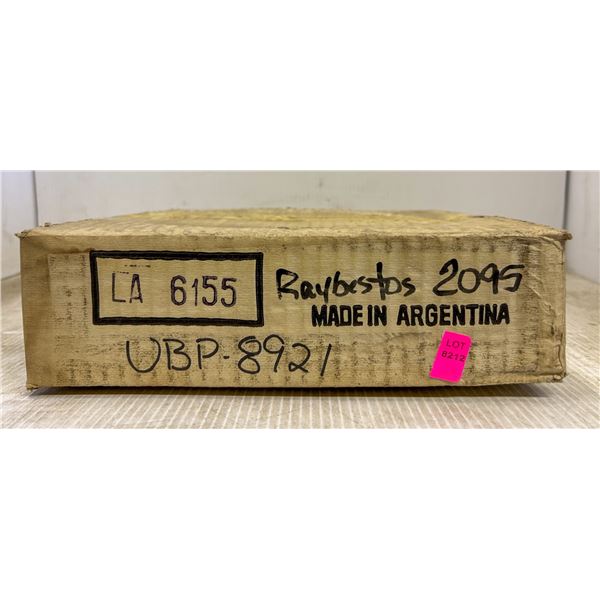 LA 6155
Raybestos 2095
MADE IN ARGENTINA
UBP-8921
LOT
8212